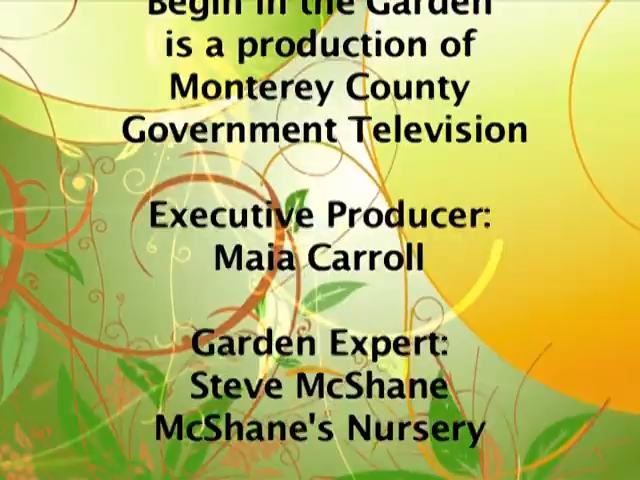 Begin in the Garden
is a production of
Monterey County
Government Television
Executive Producer:
Maia Carroll
Garden Expert:
Steve McShane
McShane's Nursery